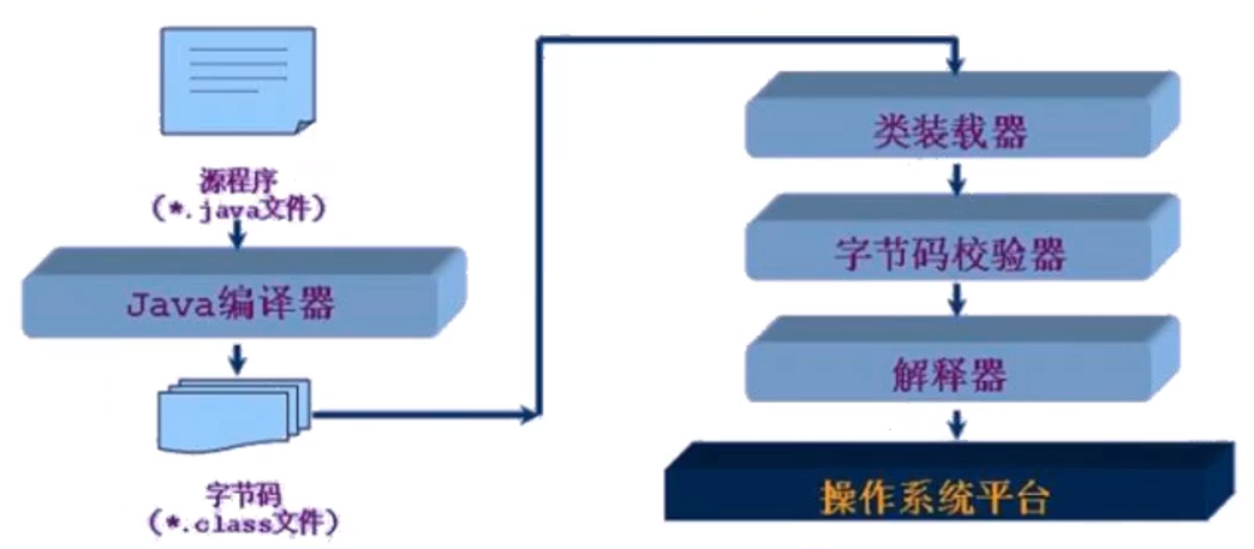 源程序
(*.java文件)
Java编译器
字节码
(*.class文件)
类装载器
字节码校验器
解释器
操作系统平台